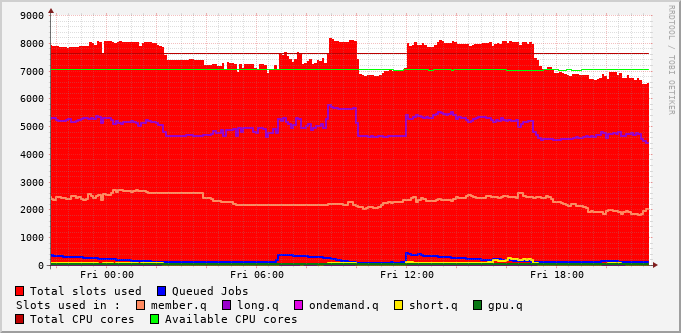 RRDTOOL / TOBI OETIKER
9000
8000
7000
6000
5000
4000
3000
2000
1000
0
Fri 00:00 Fri 06:00 Fri 12:00 Fri 18:00
Total slots used Queued Jobs
Slots used in : member.q long.q ondemand.q short.q gpu.q
Total CPU cores Available CPU cores